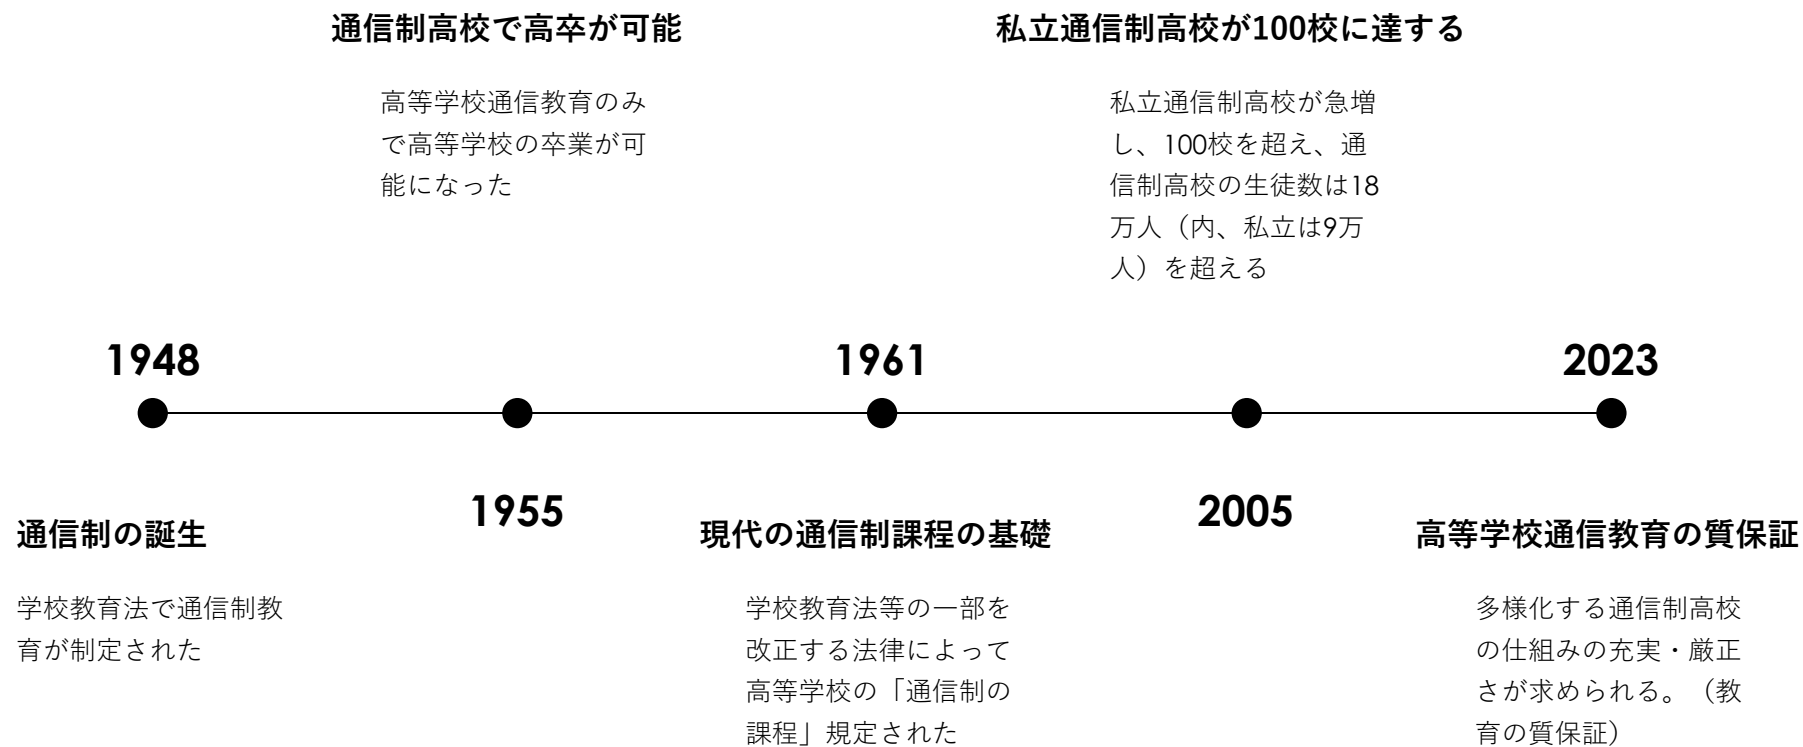 通信制高校で高卒が可能
高等学校通信教育のみ
で高等学校の卒業が可
能になった
私立通信制高校が100校に達する
私立通信制高校が急増
し、100校を超え、通
信制高校の生徒数は18
万人（内、私立は9万
人）を超える
1948
1961
2023
1955
2005
通信制の誕生
学校教育法で通信制教
育が制定された
現代の通信制課程の基礎
学校教育法等の一部を
改正する法律によって
高等学校の「通信制の
課程」規定された
高等学校通信教育の質保証
多様化する通信制高校
の仕組みの充実・厳正
さが求められる。（教
育の質保証）